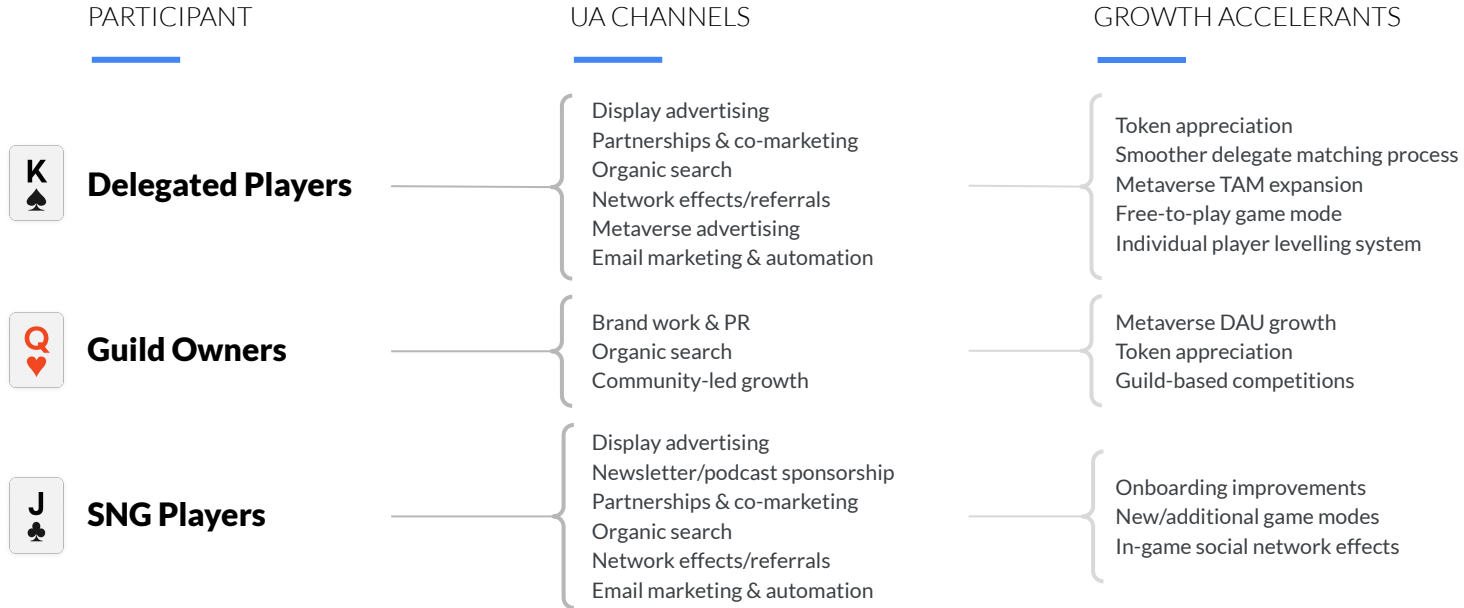 PARTICIPANT
UA CHANNELS
GROWTH ACCELERANTS
K
Delegated Players
Display advertising
Partnerships & co-marketing
Organic search
Network effects/referrals
Metaverse advertising
Email marketing & automation
Token appreciation
Smoother delegate matching process
Metaverse TAM expansion
Free-to-play game mode
Individual player levelling system
Q
Guild Owners
Brand work & PR
Organic search
Community-led growth
Metaverse DAU growth
Token appreciation
Guild-based competitions
J
SNG Players
Display advertising
Newsletter/podcast sponsorship
Partnerships & co-marketing
Organic search
Network effects/referrals
Email marketing & automation
Onboarding improvements
New/additional game modes
In-game social network effects